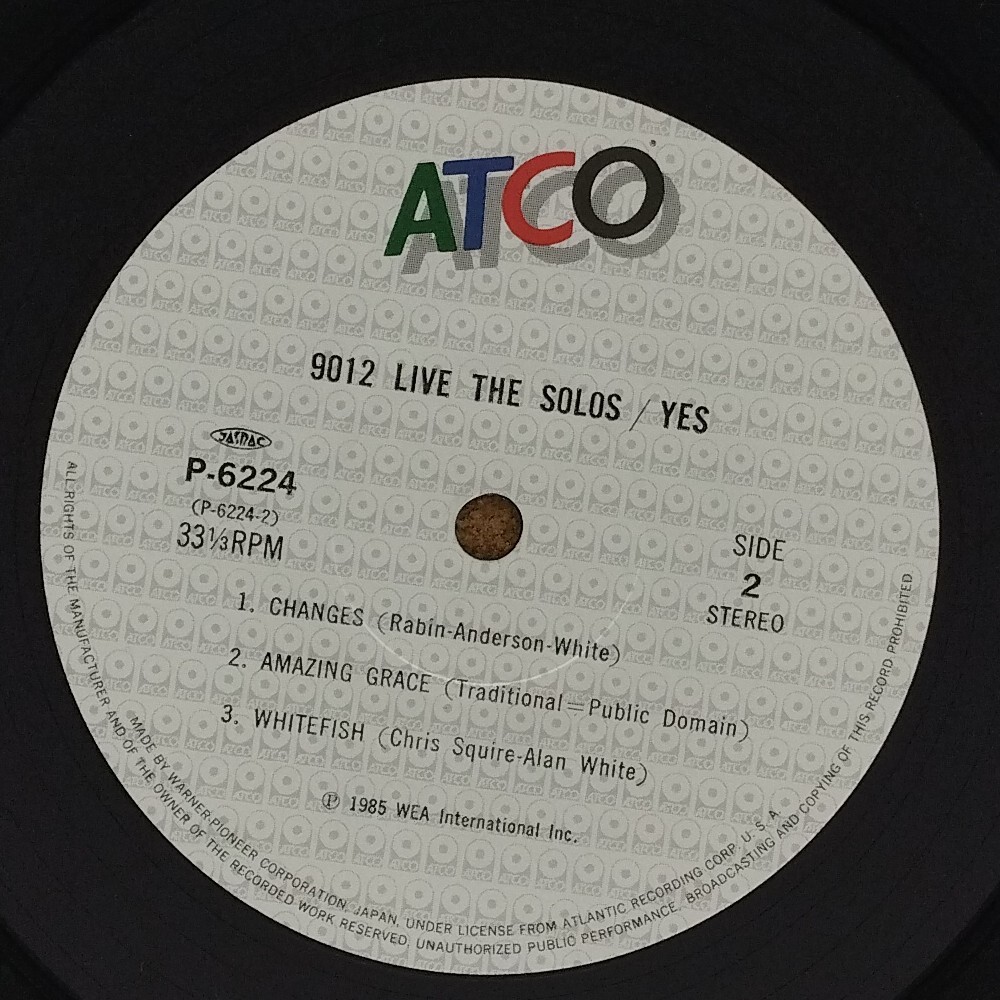 ATCO
9012 LIVE THE SOLOS / YES
JASRAC
P-6224
(P-6224-2)
33⅓RPM
SIDE
2
STEREO
1. CHANGES (Rabin-Anderson-White)
2. AMAZING GRACE (Traditional=Public Domain)
3. WHITEFISH (Chris Squire-Alan White)
℗ 1985 WEA International Inc.
MADE BY WARNER-PIONEER CORPORATION, JAPAN, UNDER LICENSE FROM ATLANTIC RECORDING CORP. U. S. A.
ALL RIGHTS OF THE MANUFACTURER AND OF THE OWNER OF THE RECORDED WORK RESERVED, UNAUTHORIZED PUBLIC PERFORMANCE, BROADCASTING AND COPYING OF THIS RECORD PROHIBITED